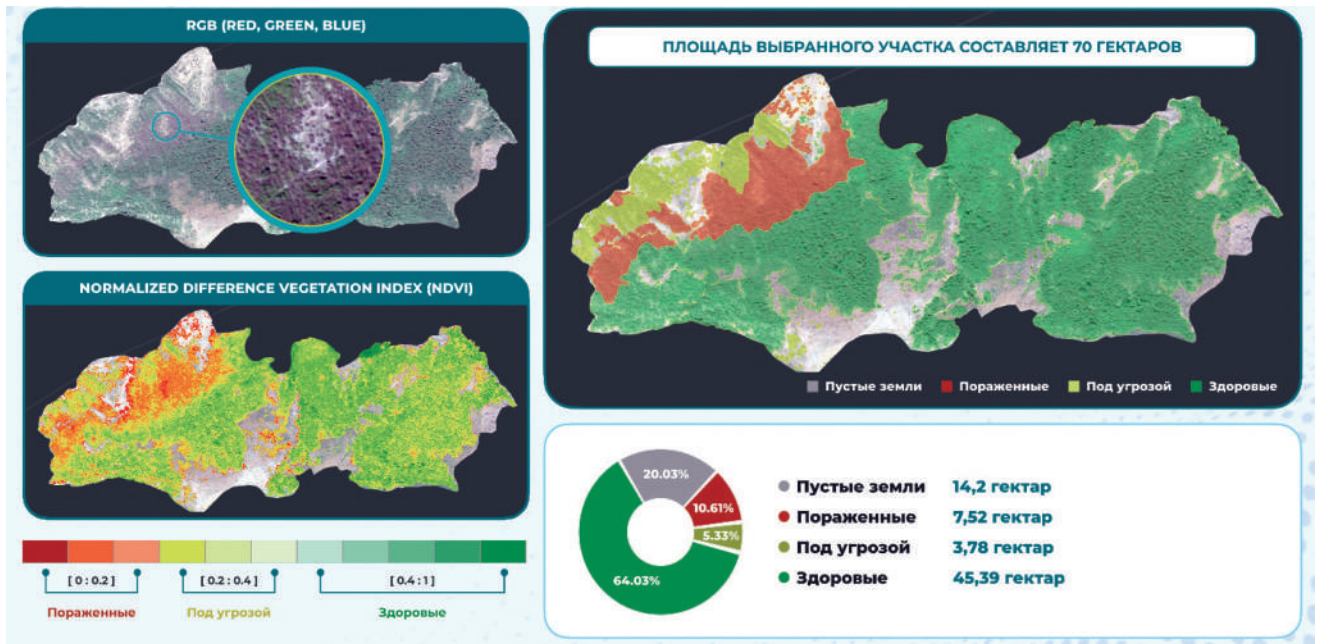 RGB (RED, GREEN, BLUE)
NORMALIZED DIFFERENCE VEGETATION INDEX (NDVI)
[ 0 : 0.2 ]
[ 0.2 : 0.4 ]
[ 0.4 : 1 ]
Пораженные
Под угрозой
Здоровые
ПЛОЩАДЬ ВЫБРАННОГО УЧАСТКА СОСТАВЛЯЕТ 70 ГЕКТАРОВ
Пустые земли
Пораженные
Под угрозой
Здоровые
20.03%
10.61%
5.33%
64.03%
Пустые земли 14,2 гектар
Пораженные 7,52 гектар
Под угрозой 3,78 гектар
Здоровые 45,39 гектар